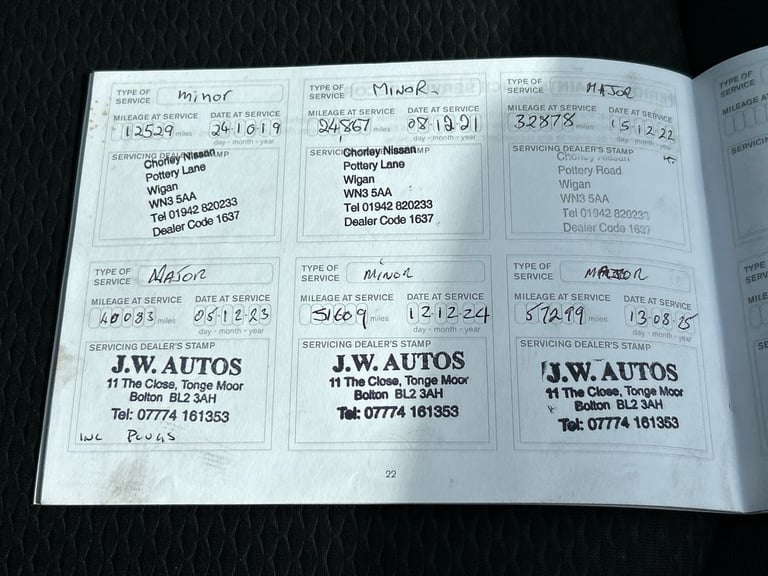 TYPE OF SERVICE minor
MILEAGE AT SERVICE DATE AT SERVICE
12529 miles 24·10·19
day - month - year
SERVICING DEALER'S STAMP
Chorley Nissan
Pottery Lane
Wigan
WN3 5AA
Tel 01942 820233
Dealer Code 1637
TYPE OF SERVICE MINOR
MILEAGE AT SERVICE DATE AT SERVICE
24867 miles 08·12·21
day - month - year
SERVICING DEALER'S STAMP
Chorley Nissan
Pottery Lane
Wigan
WN3 5AA
Tel 01942 820233
Dealer Code 1637
TYPE OF SERVICE MAJOR
MILEAGE AT SERVICE DATE AT SERVICE
32878 miles 15·12·22
day - month - year
SERVICING DEALER'S STAMP
Chorley Nissan
Pottery Road
Wigan
WN3 5AA
Tel 01942 820233
Dealer Code 1637
TYPE OF SERVICE MAJOR
MILEAGE AT SERVICE DATE AT SERVICE
40083 miles 05·12·23
day - month - year
SERVICING DEALER'S STAMP
J.W. AUTOS
11 The Close, Tonge Moor
Bolton BL2 3AH
Tel: 07774 161353
INC PLUGS
TYPE OF SERVICE MINOR
MILEAGE AT SERVICE DATE AT SERVICE
51609 miles 12·12·24
day - month - year
SERVICING DEALER'S STAMP
J.W. AUTOS
11 The Close, Tonge Moor
Bolton BL2 3AH
Tel: 07774 161353
TYPE OF SERVICE MAJOR
MILEAGE AT SERVICE DATE AT SERVICE
57299 miles 13·08·25
day - month - year
SERVICING DEALER'S STAMP
J.W. AUTOS
11 The Close, Tonge Moor
Bolton BL2 3AH
Tel: 07774 161353
22